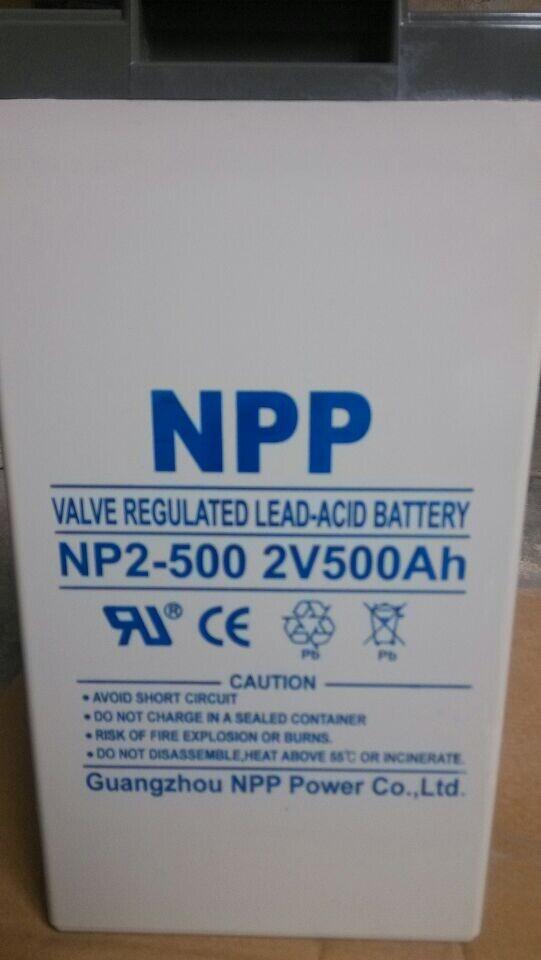 NPP
VALVE REGULATED LEAD-ACID BATTERY
NP2-500 2V500Ah
RU® CE Pb Pb
CAUTION
• AVOID SHORT CIRCUIT
• DO NOT CHARGE IN A SEALED CONTAINER
• RISK OF FIRE EXPLOSION OR BURNS.
• DO NOT DISASSEMBLE,HEAT ABOVE 55℃ OR INCINERATE.
Guangzhou NPP Power Co.,Ltd.